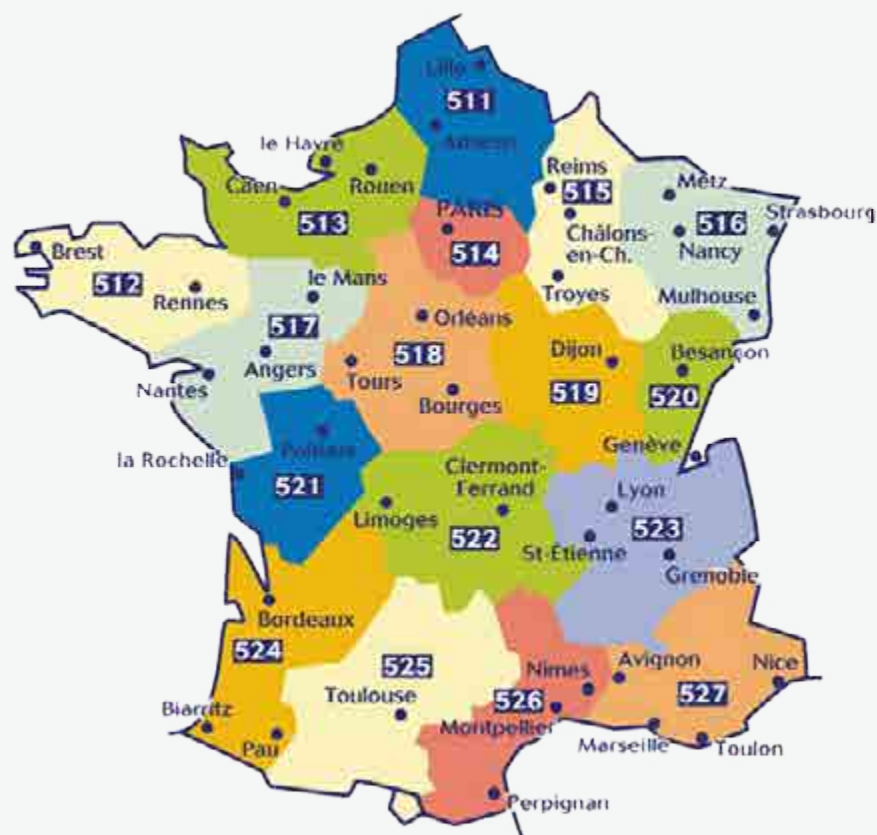 Lille
511
Amiens
le Havre
Caen
Rouen
513
PARIS
514
Reims
515
Châlons-
en-Ch.
Troyes
Metz
516
Strasbourg
Nancy
Mulhouse
Brest
512
Rennes
le Mans
517
Angers
Nantes
Orléans
518
Tours
Bourges
Dijon
519
Besançon
520
Genève
la Rochelle
Poitiers
521
Clermont-
Ferrand
Limoges
522
Lyon
523
St-Étienne
Grenoble
Bordeaux
524
Biarritz
Pau
525
Toulouse
Nimes
526
Montpellier
Perpignan
Avignon
Nice
527
Marseille
Toulon